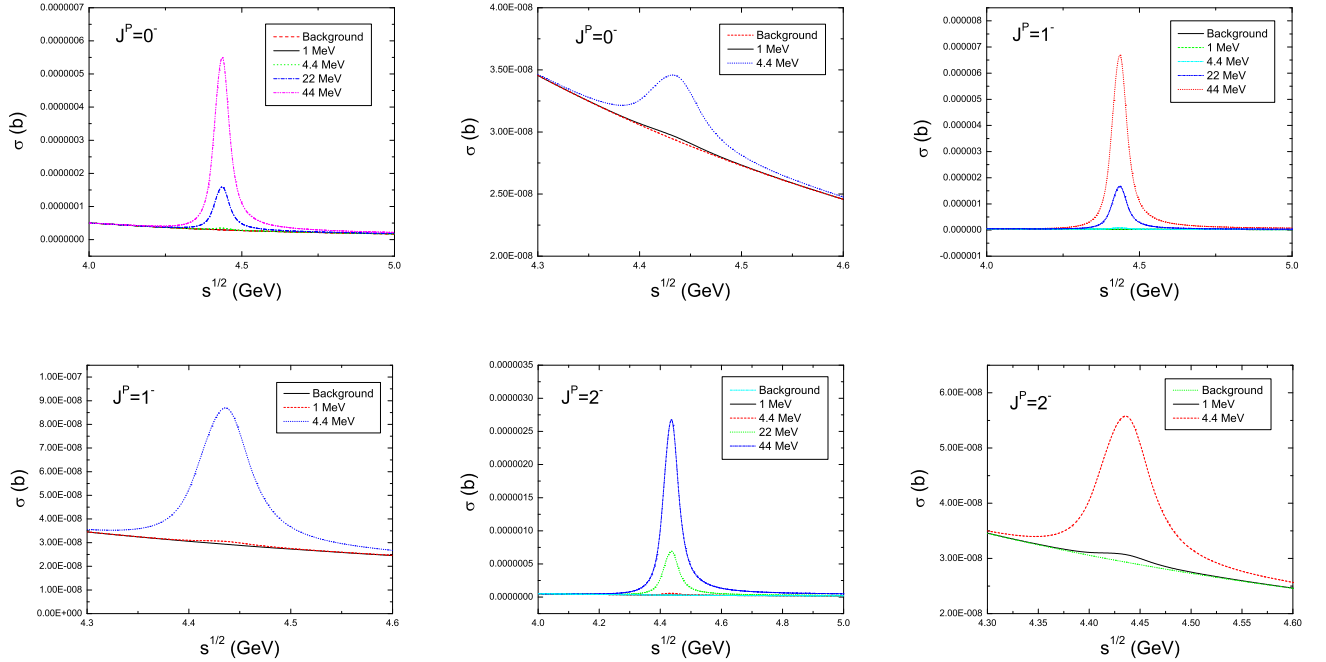 0.0000007
0.0000006
0.0000005
0.0000004
0.0000003
0.0000002
0.0000001
0.0000000
σ (b)
J^P=0^-
Background
1 MeV
4.4 MeV
22 MeV
44 MeV
4.0 4.5 5.0
s^{1/2} (GeV)
4.00E-008
3.50E-008
3.00E-008
2.50E-008
2.00E-008
σ (b)
J^P=0^-
Background
1 MeV
4.4 MeV
4.3 4.4 4.5 4.6
s^{1/2} (GeV)
0.000008
0.000007
0.000006
0.000005
0.000004
0.000003
0.000002
0.000001
0.000000
-0.000001
σ (b)
J^P=1^-
Background
1 MeV
4.4 MeV
22 MeV
44 MeV
4.0 4.5 5.0
s^{1/2} (GeV)
1.00E-007
9.00E-008
8.00E-008
7.00E-008
6.00E-008
5.00E-008
4.00E-008
3.00E-008
2.00E-008
1.00E-008
0.00E+000
σ (b)
J^P=1^-
Background
1 MeV
4.4 MeV
4.3 4.4 4.5 4.6
s^{1/2} (GeV)
0.0000035
0.0000030
0.0000025
0.0000020
0.0000015
0.0000010
0.0000005
0.0000000
σ (b)
J^P=2^-
Background
1 MeV
4.4 MeV
22 MeV
44 MeV
4.0 4.2 4.4 4.6 4.8 5.0
s^{1/2} (GeV)
6.00E-008
5.00E-008
4.00E-008
3.00E-008
2.00E-008
σ (b)
J^P=2^-
Background
1 MeV
4.4 MeV
4.30 4.35 4.40 4.45 4.50 4.55 4.60
s^{1/2} (GeV)